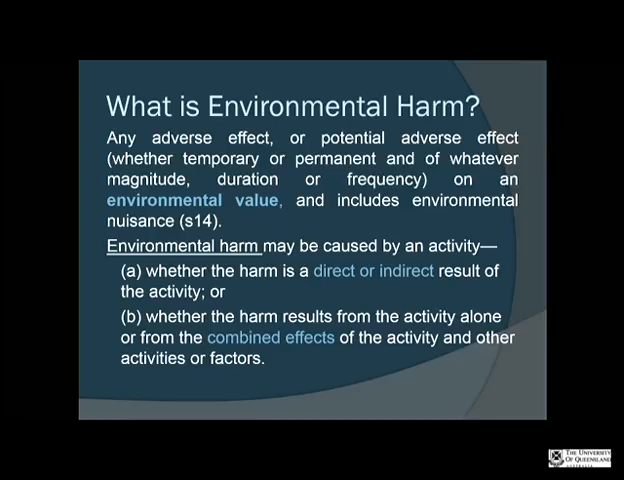 What is Environmental Harm?
Any adverse effect, or potential adverse effect
(whether temporary or permanent and of whatever
magnitude, duration or frequency) on an
environmental value, and includes environmental
nuisance (s14).
Environmental harm may be caused by an activity—
(a) whether the harm is a direct or indirect result of
the activity; or
(b) whether the harm results from the activity alone
or from the combined effects of the activity and other
activities or factors.
THE UNIVERSITY
OF QUEENSLAND
AUSTRALIA